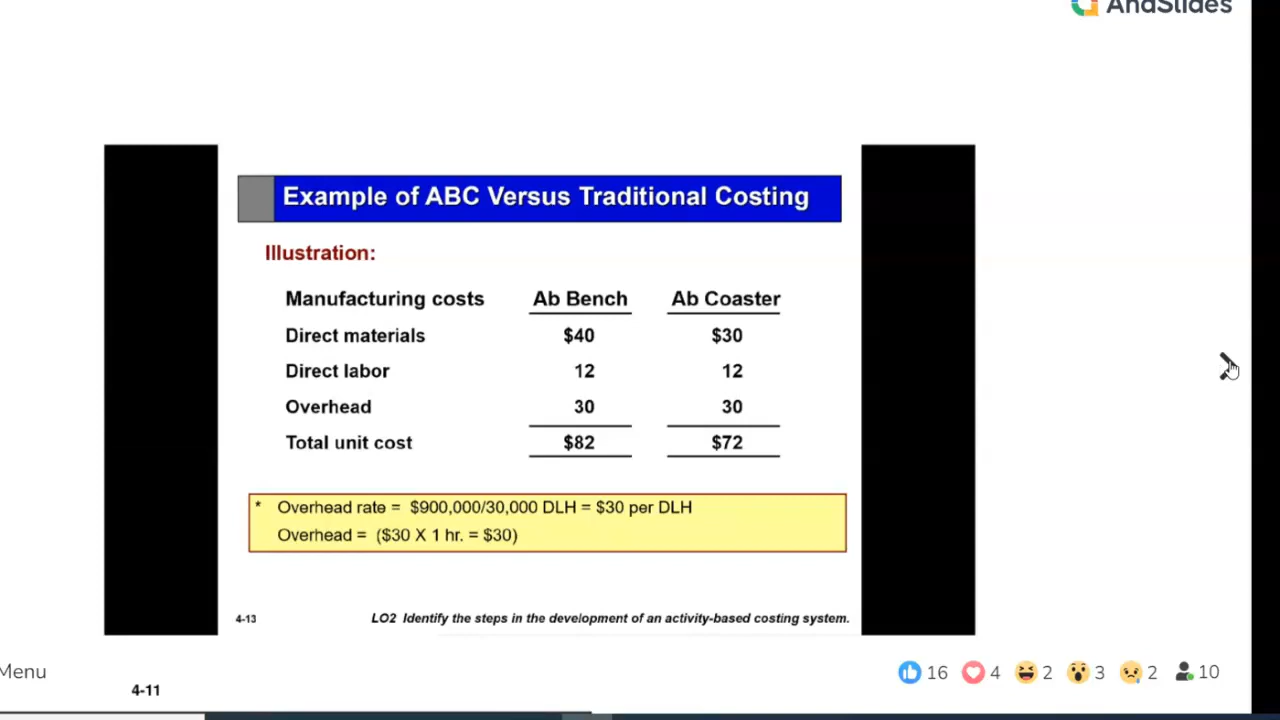 AhaSlides
Example of ABC Versus Traditional Costing
Illustration:
Manufacturing costs Ab Bench Ab Coaster
Direct materials $40 $30
Direct labor 12 12
Overhead 30 30
Total unit cost $82 $72
* Overhead rate = $900,000/30,000 DLH = $30 per DLH
Overhead = ($30 X 1 hr. = $30)
4-13 LO2 Identify the steps in the development of an activity-based costing system.
Menu 16 4 2 3 2 10
4-11